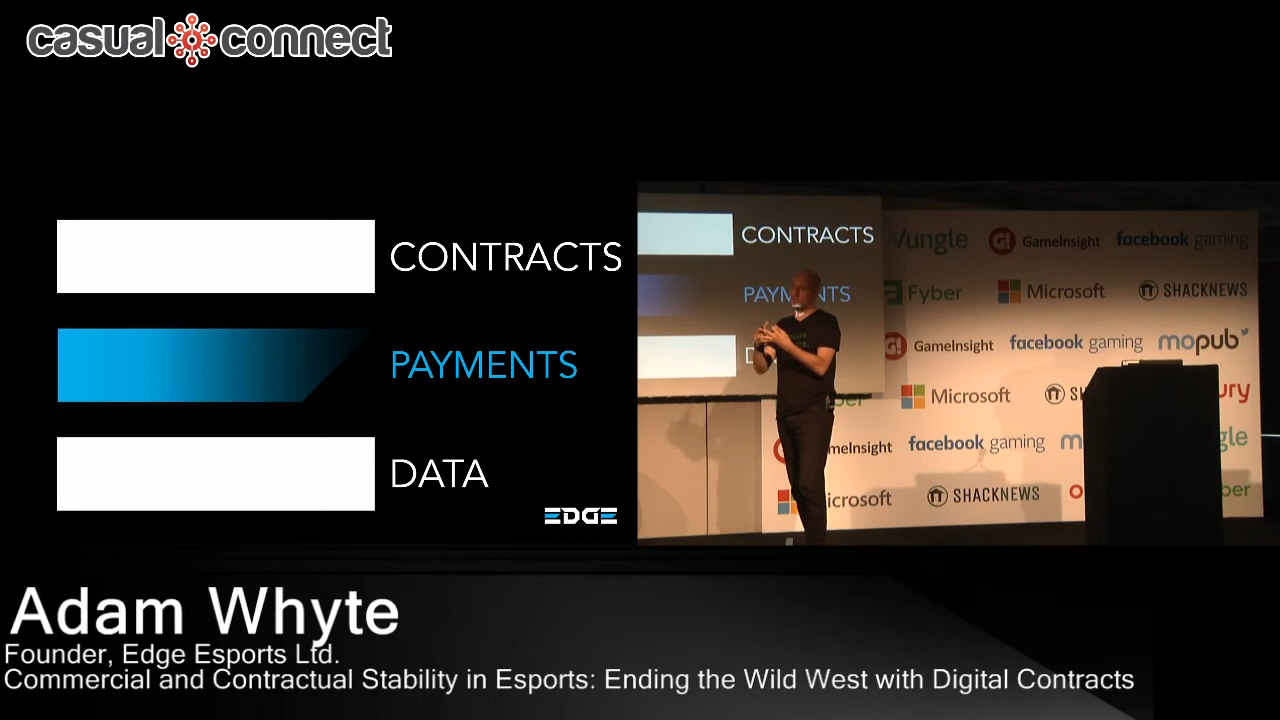 casual connect
CONTRACTS
PAYMENTS
DATA
EDGE
CONTRACTS
PAYMENTS
Vungle GameInsight facebook gaming
Fyber Microsoft SHACKNEWS
GameInsight facebook gaming mopub
Microsoft
facebook gaming
SHACKNEWS
Adam Whyte
Founder, Edge Esports Ltd.
Commercial and Contractual Stability in Esports: Ending the Wild West with Digital Contracts